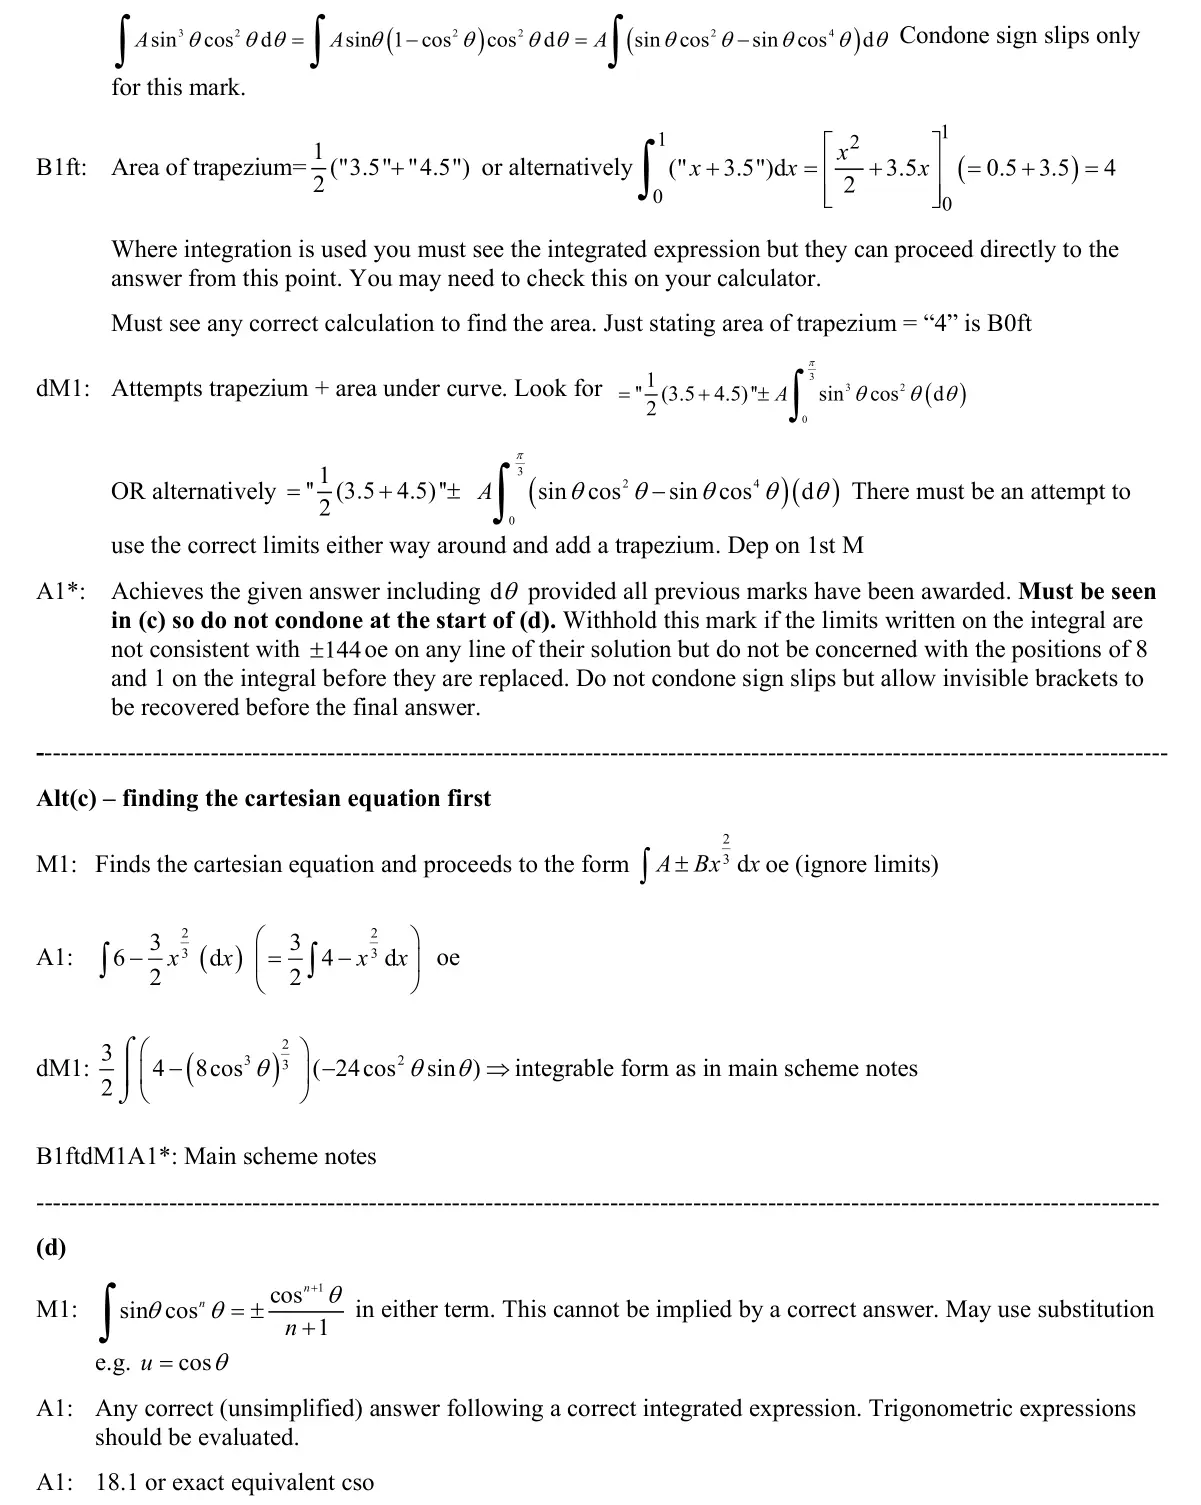 ∫ A sin³ θ cos² θ dθ = ∫ A sinθ (1 − cos² θ) cos² θ dθ = A ∫ (sin θ cos² θ − sin θ cos⁴ θ) dθ Condone sign slips only
for this mark.
B1ft: Area of trapezium= 1/2 ("3.5"+ "4.5") or alternatively ∫₀¹ ("x + 3.5")dx = [x²/2 + 3.5x]₀¹ (= 0.5 + 3.5) = 4
Where integration is used you must see the integrated expression but they can proceed directly to the
answer from this point. You may need to check this on your calculator.
Must see any correct calculation to find the area. Just stating area of trapezium = “4” is B0ft
dM1: Attempts trapezium + area under curve. Look for = "1/2 (3.5 + 4.5)"± A ∫₀^(π/3) sin³ θ cos² θ (dθ)
OR alternatively = "1/2 (3.5 + 4.5)"± A ∫₀^(π/3) (sin θ cos² θ − sin θ cos⁴ θ)(dθ) There must be an attempt to
use the correct limits either way around and add a trapezium. Dep on 1st M
A1*: Achieves the given answer including dθ provided all previous marks have been awarded. Must be seen
in (c) so do not condone at the start of (d). Withhold this mark if the limits written on the integral are
not consistent with ±144 oe on any line of their solution but do not be concerned with the positions of 8
and 1 on the integral before they are replaced. Do not condone sign slips but allow invisible brackets to
be recovered before the final answer.
Alt(c) – finding the cartesian equation first
M1: Finds the cartesian equation and proceeds to the form ∫ A ± Bx^(2/3) dx oe (ignore limits)
A1: ∫ 6 − 3/2 x^(2/3) (dx) (= 3/2 ∫ 4 − x^(2/3) dx) oe
dM1: 3/2 ∫ (4 − (8cos³ θ)^(2/3)) (−24cos² θ sin θ) ⇒ integrable form as in main scheme notes
B1ftdM1A1*: Main scheme notes
(d)
M1: ∫ sinθ cosⁿ θ = ± cosⁿ⁺¹ θ/(n + 1) in either term. This cannot be implied by a correct answer. May use substitution
e.g. u = cosθ
A1: Any correct (unsimplified) answer following a correct integrated expression. Trigonometric expressions
should be evaluated.
A1: 18.1 or exact equivalent cso